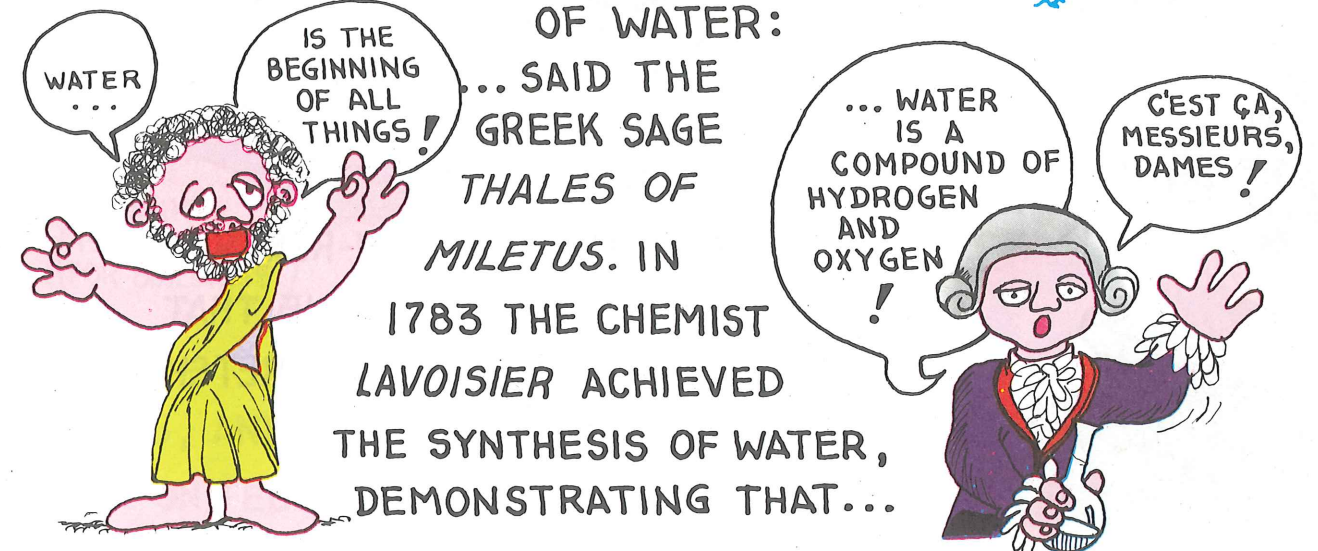 OF WATER:
WATER
...
IS THE
BEGINNING
OF ALL
THINGS!
... SAID THE
GREEK SAGE
THALES OF
MILETUS. IN
1783 THE CHEMIST
LAVOISIER ACHIEVED
THE SYNTHESIS OF WATER,
DEMONSTRATING THAT...
... WATER
IS A
COMPOUND OF
HYDROGEN
AND
OXYGEN
!
C'EST ÇA,
MESSIEURS,
DAMES!